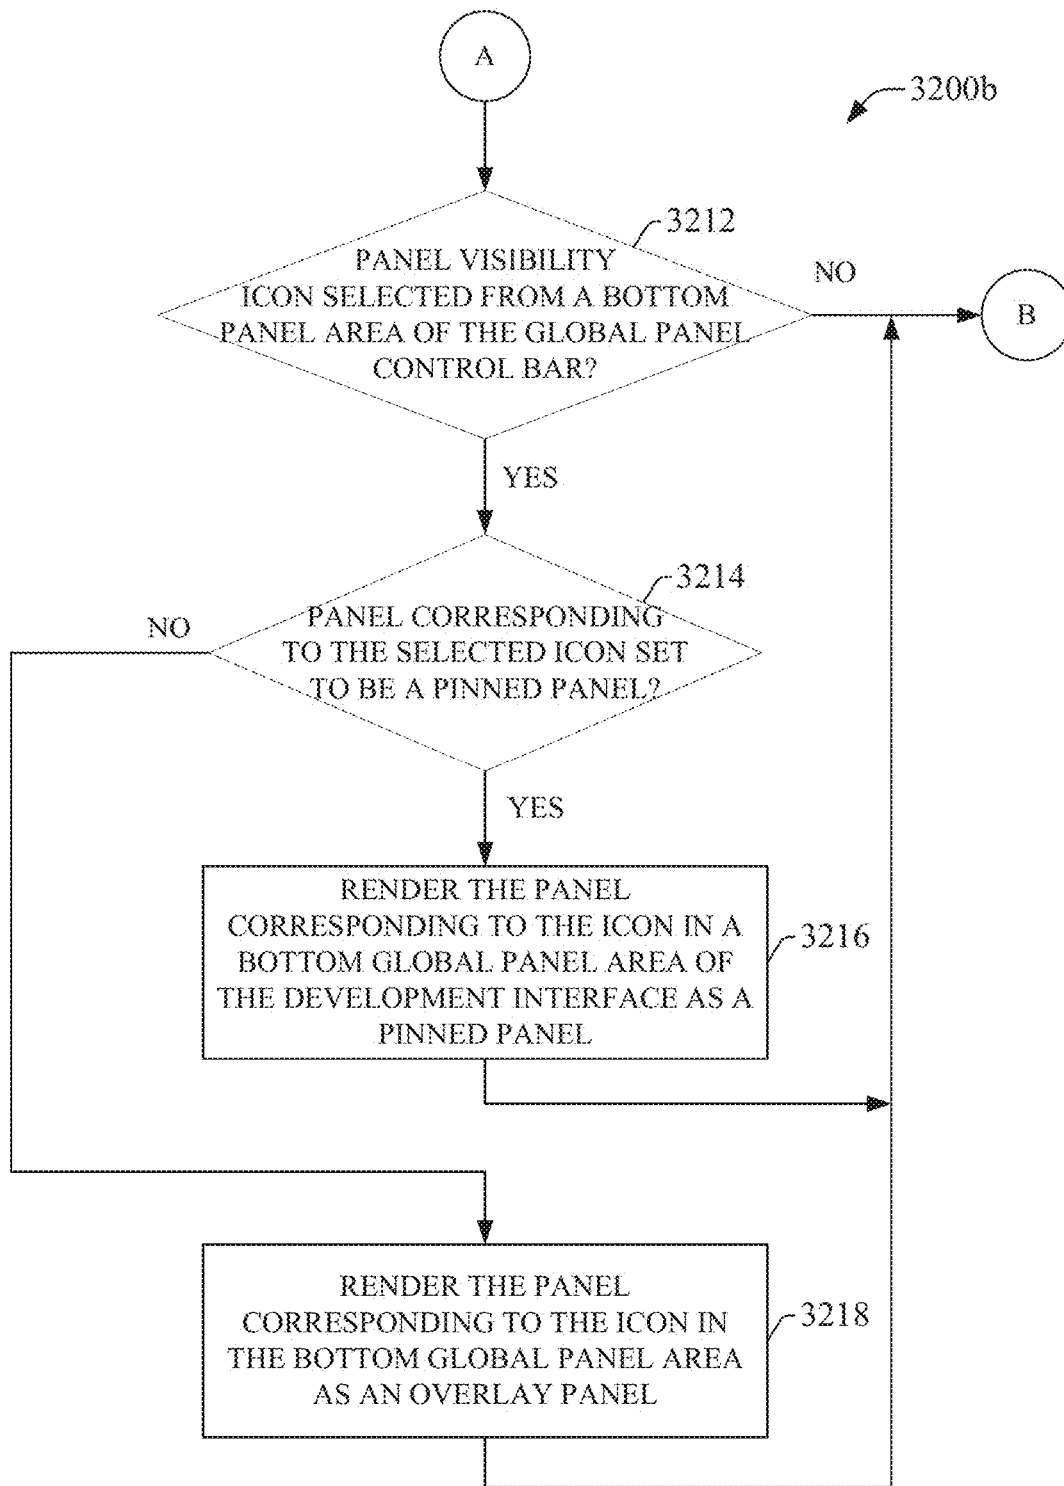 A
3200b
3212
PANEL VISIBILITY
ICON SELECTED FROM A BOTTOM
PANEL AREA OF THE GLOBAL PANEL
CONTROL BAR?
NO
B
YES
3214
PANEL CORRESPONDING
TO THE SELECTED ICON SET
TO BE A PINNED PANEL?
NO
YES
RENDER THE PANEL
CORRESPONDING TO THE ICON IN A
BOTTOM GLOBAL PANEL AREA OF
THE DEVELOPMENT INTERFACE AS A
PINNED PANEL
3216
RENDER THE PANEL
CORRESPONDING TO THE ICON IN
THE BOTTOM GLOBAL PANEL AREA
AS AN OVERLAY PANEL
3218